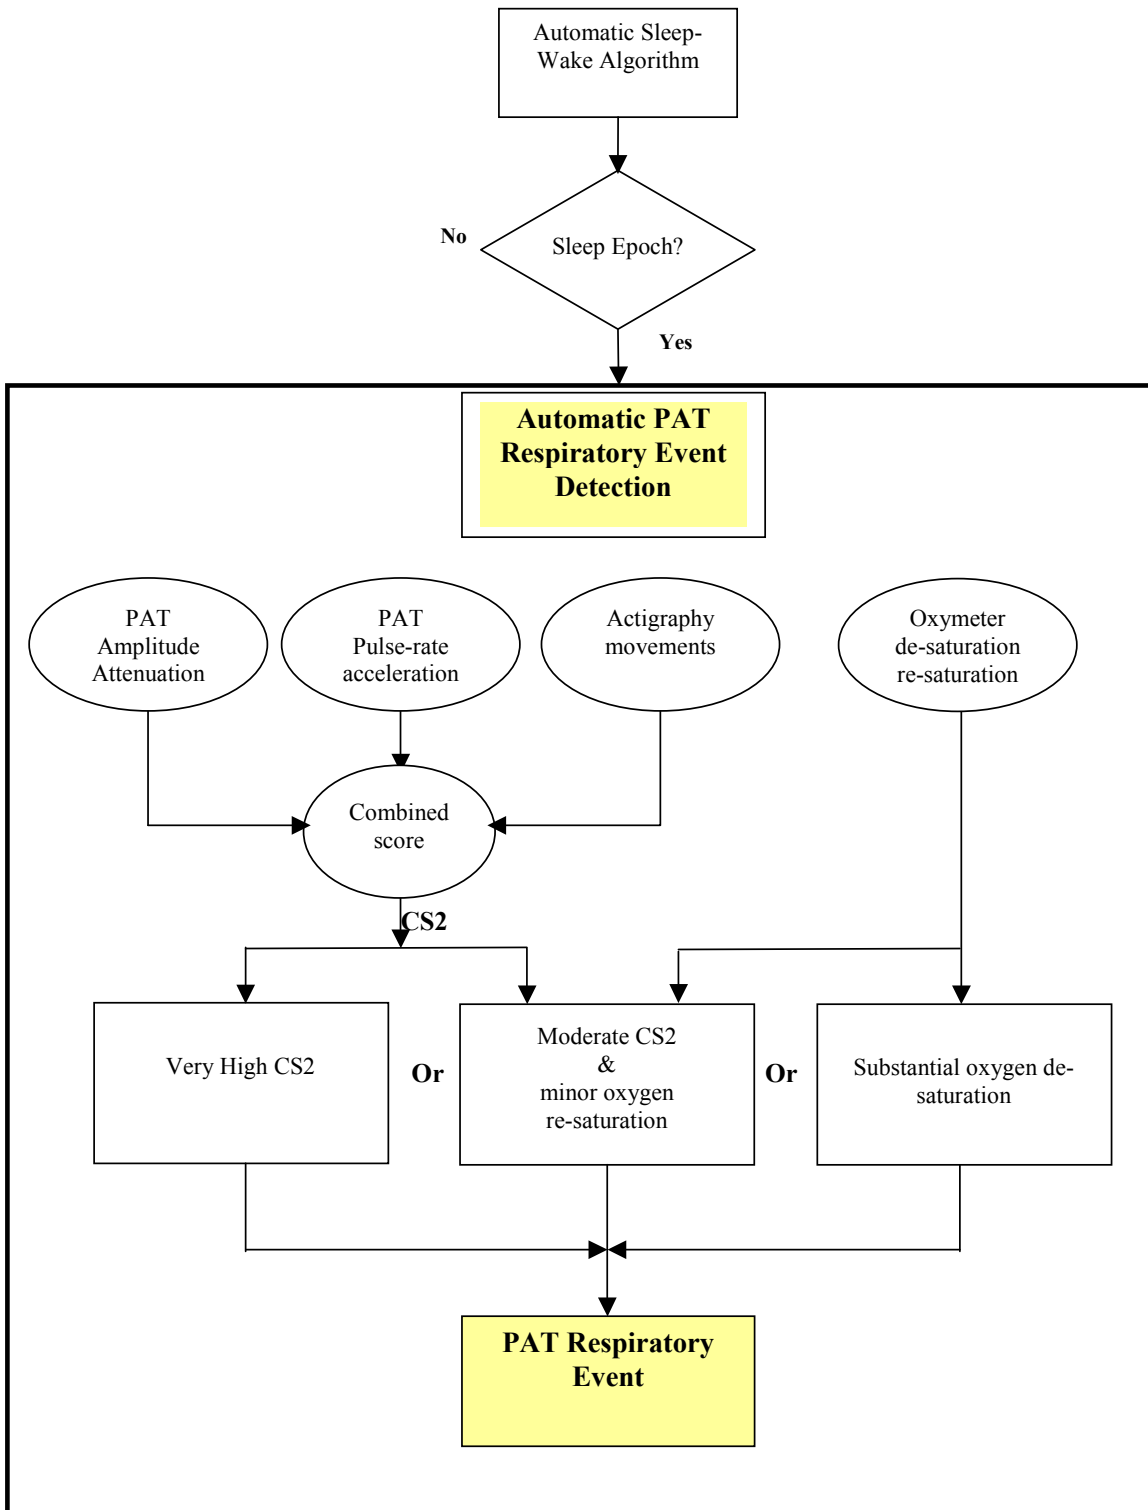 Automatic Sleep-
Wake Algorithm
No
Sleep Epoch?
Yes
Automatic PAT
Respiratory Event
Detection
PAT
Amplitude
Attenuation
PAT
Pulse-rate
acceleration
Actigraphy
movements
Oxymeter
de-saturation
re-saturation
Combined
score
CS2
Very High CS2
Or
Moderate CS2
&
minor oxygen
re-saturation
Or
Substantial oxygen de-
saturation
PAT Respiratory
Event